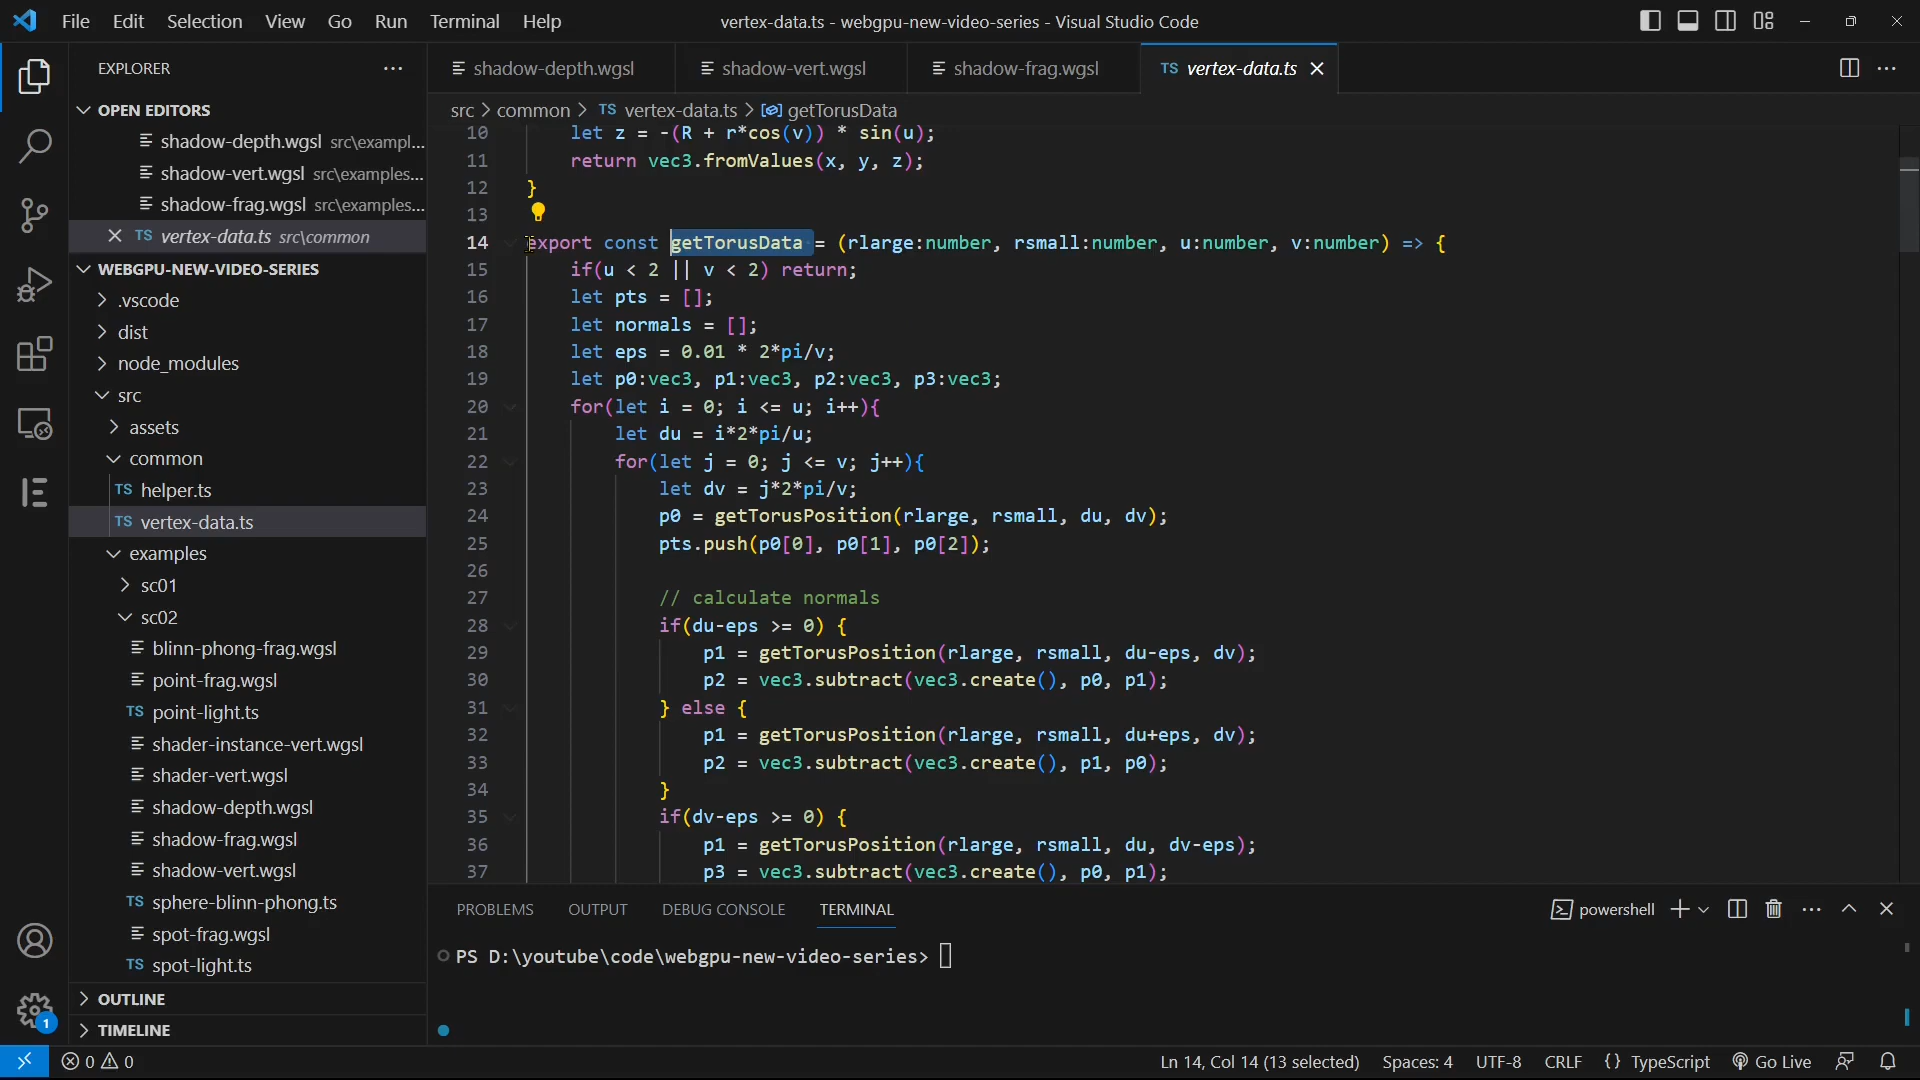 File Edit Selection View Go Run Terminal Help
vertex-data.ts - webgpu-new-video-series - Visual Studio Code
EXPLORER
OPEN EDITORS
shadow-depth.wgsl src\exampl...
shadow-vert.wgsl src\examples...
shadow-frag.wgsl src\examples...
TS vertex-data.ts src\common
WEBGPU-NEW-VIDEO-SERIES
.vscode
dist
node_modules
src
assets
common
TS helper.ts
TS vertex-data.ts
examples
sc01
sc02
blinn-phong-frag.wgsl
point-frag.wgsl
TS point-light.ts
shader-instance-vert.wgsl
shader-vert.wgsl
shadow-depth.wgsl
shadow-frag.wgsl
shadow-vert.wgsl
TS sphere-blinn-phong.ts
spot-frag.wgsl
TS spot-light.ts
OUTLINE
TIMELINE
1
shadow-depth.wgsl shadow-vert.wgsl shadow-frag.wgsl TS vertex-data.ts
src > common > TS vertex-data.ts > getTorusData
10 let z = -(R + r*cos(v)) * sin(u);
11 return vec3.fromValues(x, y, z);
12 }
13
14 export const getTorusData = (rlarge:number, rsmall:number, u:number, v:number) => {
15 if(u < 2 || v < 2) return;
16 let pts = [];
17 let normals = [];
18 let eps = 0.01 * 2*pi/v;
19 let p0:vec3, p1:vec3, p2:vec3, p3:vec3;
20 for(let i = 0; i <= u; i++){
21 let du = i*2*pi/u;
22 for(let j = 0; j <= v; j++){
23 let dv = j*2*pi/v;
24 p0 = getTorusPosition(rlarge, rsmall, du, dv);
25 pts.push(p0[0], p0[1], p0[2]);
26
27 // calculate normals
28 if(du-eps >= 0) {
29 p1 = getTorusPosition(rlarge, rsmall, du-eps, dv);
30 p2 = vec3.subtract(vec3.create(), p0, p1);
31 } else {
32 p1 = getTorusPosition(rlarge, rsmall, du+eps, dv);
33 p2 = vec3.subtract(vec3.create(), p1, p0);
34 }
35 if(dv-eps >= 0) {
36 p1 = getTorusPosition(rlarge, rsmall, du, dv-eps);
37 p3 = vec3.subtract(vec3.create(), p0, p1);
PROBLEMS OUTPUT DEBUG CONSOLE TERMINAL
powershell
PS D:\youtube\code\webgpu-new-video-series>
0 0
Ln 14, Col 14 (13 selected) Spaces: 4 UTF-8 CRLF {} TypeScript Go Live